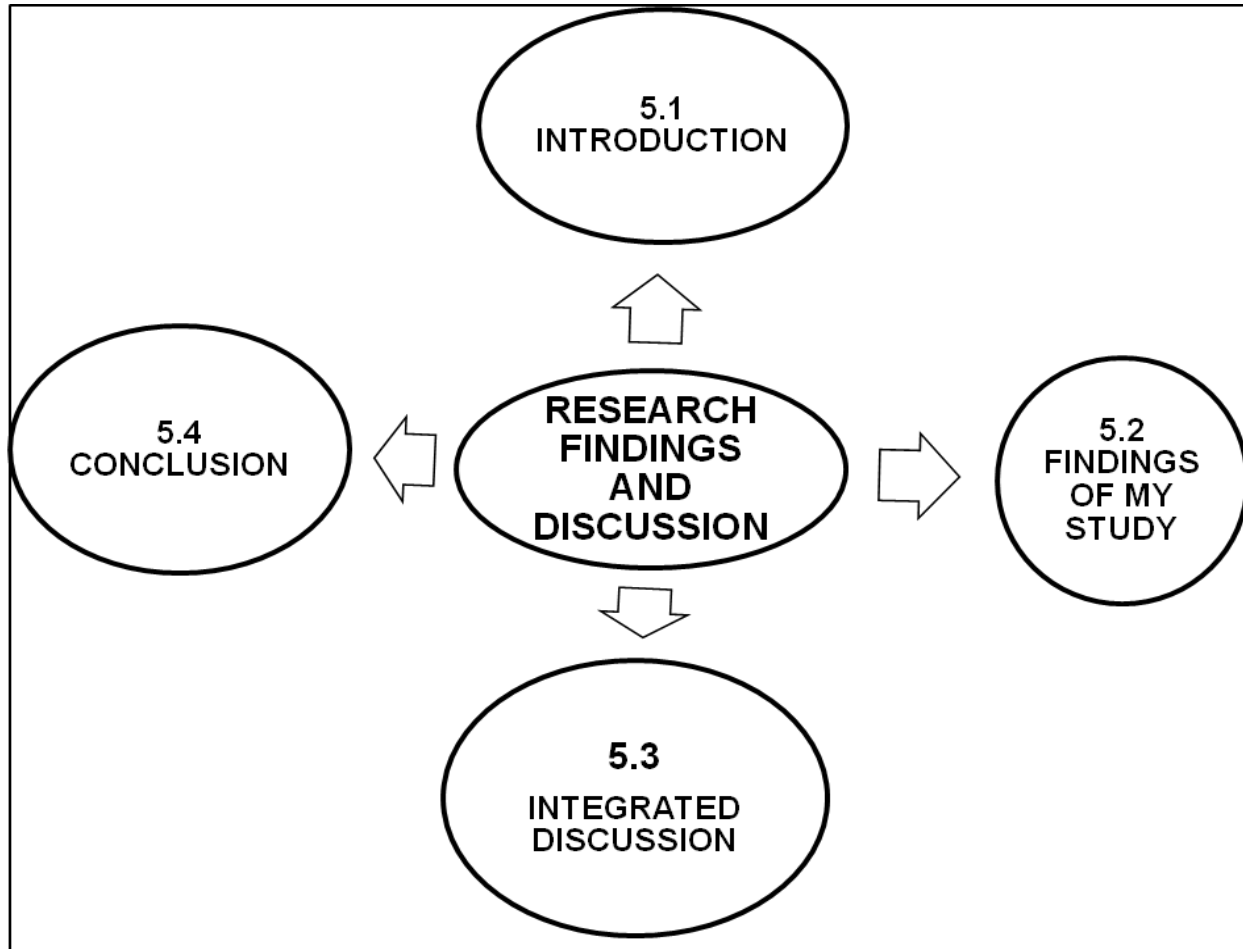 5.1
INTRODUCTION
RESEARCH
FINDINGS
AND
DISCUSSION
5.2
FINDINGS
OF MY
STUDY
5.3
INTEGRATED
DISCUSSION
5.4
CONCLUSION